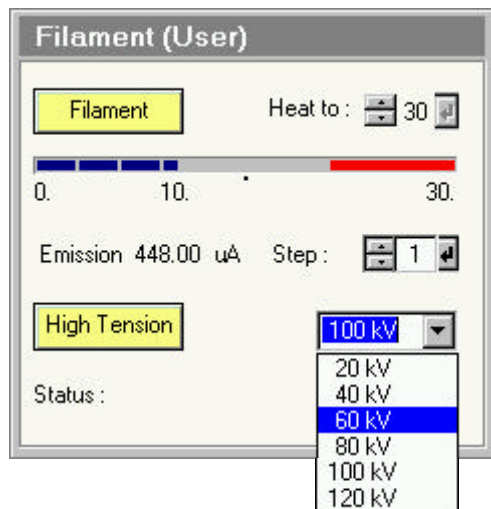 Filament (User)
Filament Heat to : 30
0. 10. 30.
Emission 448.00 uA Step : 1
High Tension 100 kV
20 kV
Status : 40 kV
60 kV
80 kV
100 kV
120 kV